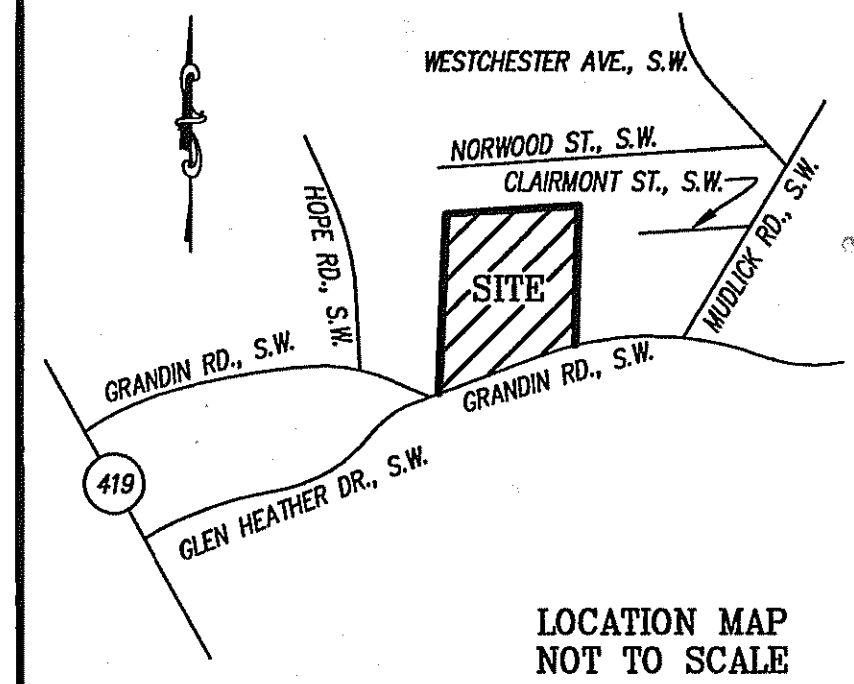 WESTCHESTER AVE., S.W.
NORWOOD ST., S.W.
CLAIRMONT ST., S.W.
HOPE RD., S.W.
MUDLICK RD., S.W.
SITE
GRANDIN RD., S.W.
GRANDIN RD., S.W.
419
GLEN HEATHER DR., S.W.
LOCATION MAP
NOT TO SCALE